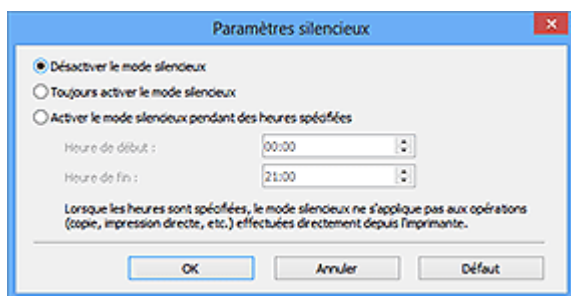 Paramètres silencieux
Désactiver le mode silencieux
Toujours activer le mode silencieux
Activer le mode silencieux pendant des heures spécifiées
Heure de début : 00:00
Heure de fin : 21:00
Lorsque les heures sont spécifiées, le mode silencieux ne s'applique pas aux opérations
(copie, impression directe, etc.) effectuées directement depuis l'imprimante.
OK Annuler Défaut